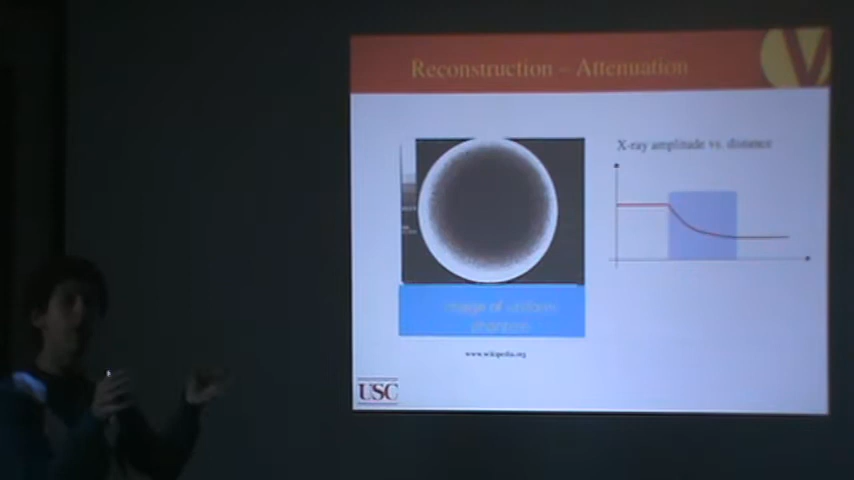 Reconstruction – Attenuation
X-ray amplitude vs. distance
Image of uniform
phantom
www.wikipedia.org
USC